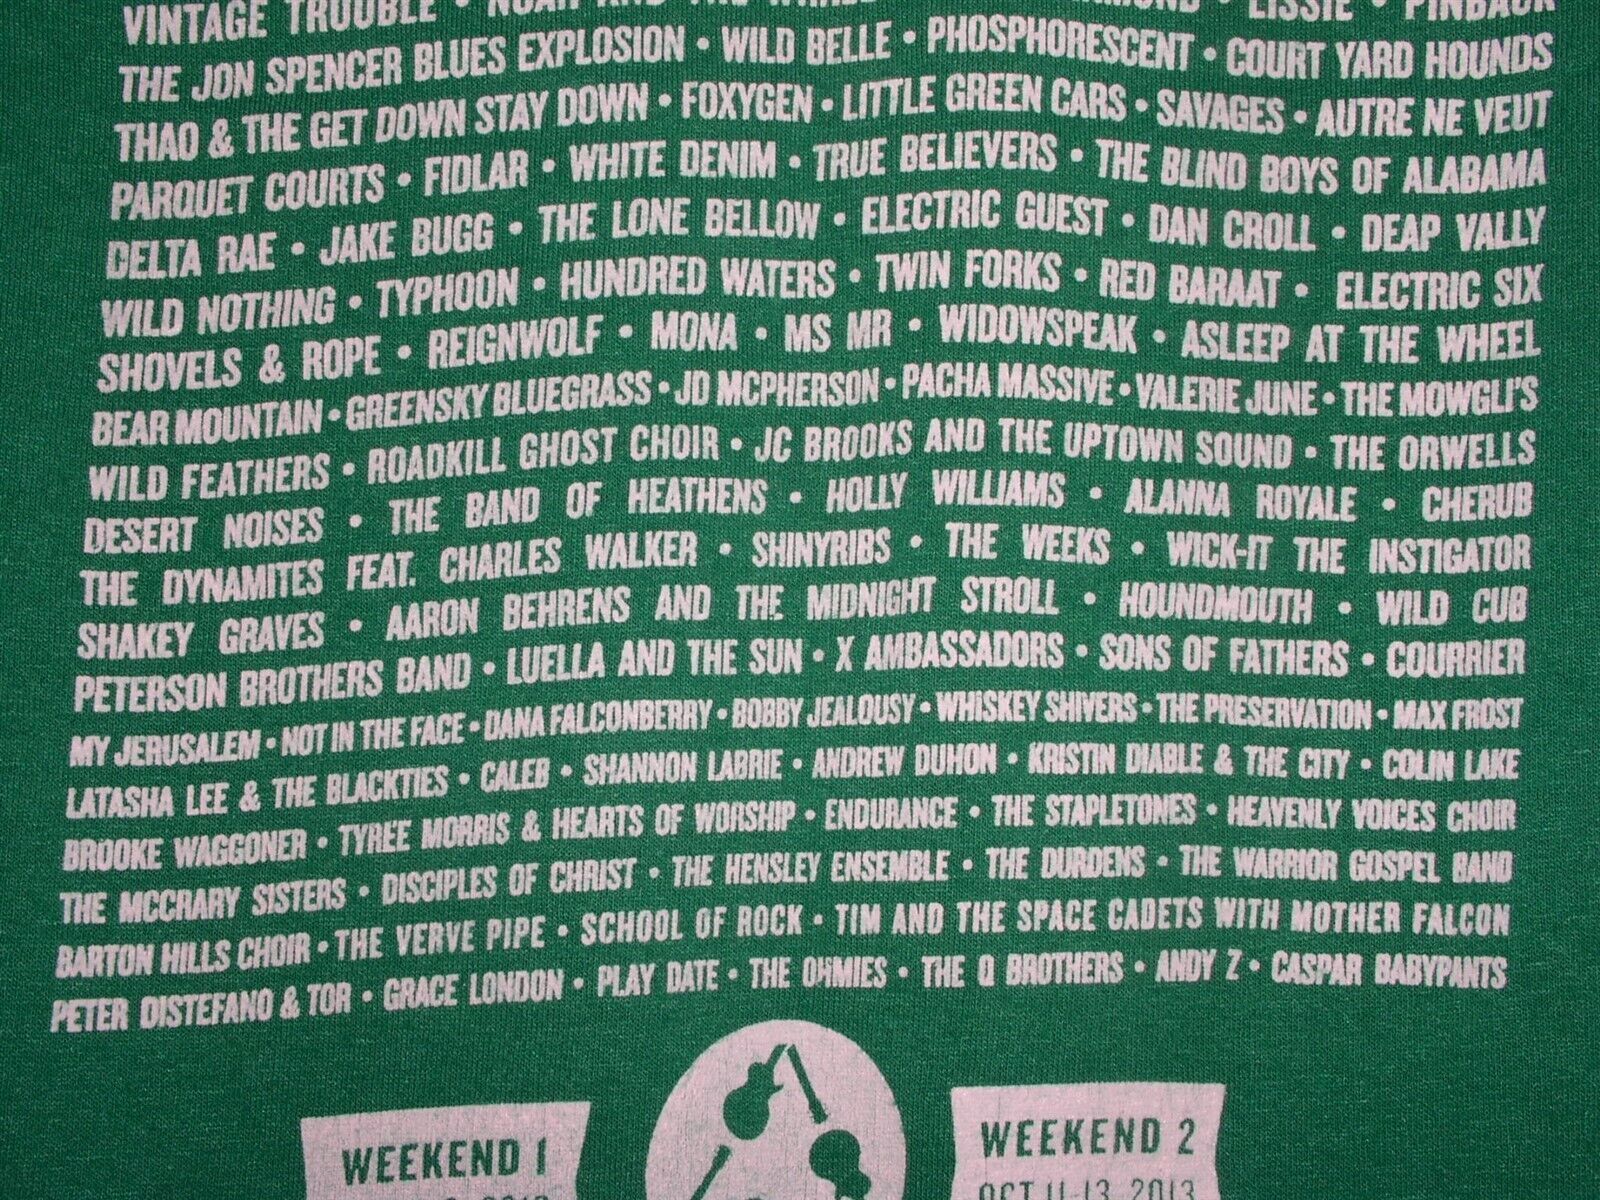 VINTAGE TROUBLE • NOAH AND THE WHALE • LISSIE • PINBACK
THE JON SPENCER BLUES EXPLOSION • WILD BELLE • PHOSPHORESCENT • COURT YARD HOUNDS
THAO & THE GET DOWN STAY DOWN • FOXYGEN • LITTLE GREEN CARS • SAVAGES • AUTRE NE VEUT
PARQUET COURTS • FIDLAR • WHITE DENIM • TRUE BELIEVERS • THE BLIND BOYS OF ALABAMA
DELTA RAE • JAKE BUGG • THE LONE BELLOW • ELECTRIC GUEST • DAN CROLL • DEAP VALLY
WILD NOTHING • TYPHOON • HUNDRED WATERS • TWIN FORKS • RED BARAAT • ELECTRIC SIX
SHOVELS & ROPE • REIGNWOLF • MONA • MS MR • WIDOWSPEAK • ASLEEP AT THE WHEEL
BEAR MOUNTAIN • GREENSKY BLUEGRASS • JD MCPHERSON • PACHA MASSIVE • VALERIE JUNE • THE MOWGLI'S
WILD FEATHERS • ROADKILL GHOST CHOIR • JC BROOKS AND THE UPTOWN SOUND • THE ORWELLS
DESERT NOISES • THE BAND OF HEATHENS • HOLLY WILLIAMS • ALANNA ROYALE • CHERUB
THE DYNAMITES FEAT. CHARLES WALKER • SHINYRIBS • THE WEEKS • WICK-IT THE INSTIGATOR
SHAKEY GRAVES • AARON BEHRENS AND THE MIDNIGHT STROLL • HOUNDMOUTH • WILD CUB
PETERSON BROTHERS BAND • LUELLA AND THE SUN • X AMBASSADORS • SONS OF FATHERS • COURRIER
MY JERUSALEM • NOT IN THE FACE • DANA FALCONBERRY • BOBBY JEALOUSY • WHISKEY SHIVERS • THE PRESERVATION • MAX FROST
LATASHA LEE & THE BLACKTIES • CALEB • SHANNON LABRIE • ANDREW DUHON • KRISTIN DIABLE & THE CITY • COLIN LAKE
BROOKE WAGGONER • TYREE MORRIS & HEARTS OF WORSHIP • ENDURANCE • THE STAPLETONES • HEAVENLY VOICES CHOIR
THE MCCRARY SISTERS • DISCIPLES OF CHRIST • THE HENSLEY ENSEMBLE • THE DURDENS • THE WARRIOR GOSPEL BAND
BARTON HILLS CHOIR • THE VERVE PIPE • SCHOOL OF ROCK • TIM AND THE SPACE CADETS WITH MOTHER FALCON
PETER DISTEFANO & TOR • GRACE LONDON • PLAY DATE • THE OHMIES • THE Q BROTHERS • ANDY Z • CASPAR BABYPANTS
WEEKEND 1
WEEKEND 2
OCT 11-13, 2013